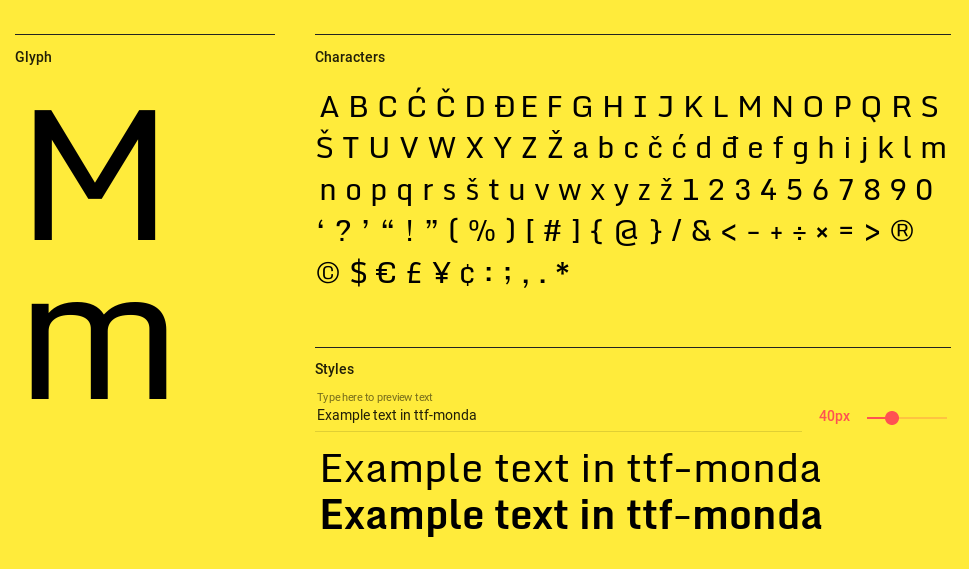 Glyph
M
m
Characters
A B C Ć Č D Đ E F G H I J K L M N O P Q R S
Š T U V W X Y Z Ž a b c č ć d đ e f g h i j k l m
n o p q r s š t u v w x y z ž 1 2 3 4 5 6 7 8 9 0
‘ ? ’ “ ! ” ( % ) [ # ] { @ } / & < - + ÷ × = > ®
© $ € £ ¥ ¢ : ; , . *
Styles
Type here to preview text
Example text in ttf-monda
40px
Example text in ttf-monda
Example text in ttf-monda